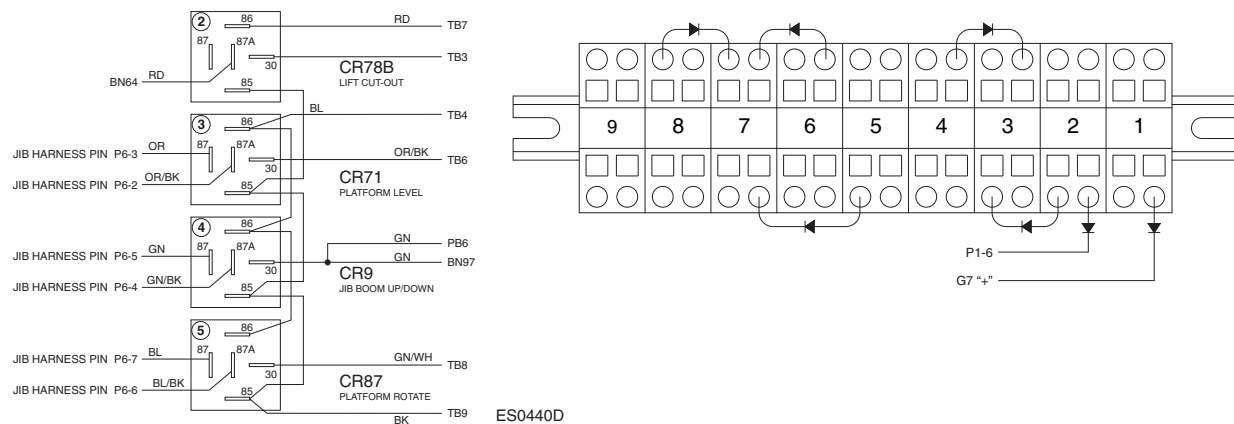 2
86
RD
TB7
87
87A
30
TB3
BN64
RD
85
CR78B
LIFT CUT-OUT
BL
TB4
3
86
JIB HARNESS PIN P6-3
OR
87
87A
30
OR/BK
TB6
JIB HARNESS PIN P6-2
OR/BK
85
CR71
PLATFORM LEVEL
4
86
GN
PB6
JIB HARNESS PIN P6-5
GN
87
87A
30
GN
BN97
JIB HARNESS PIN P6-4
GN/BK
85
CR9
JIB BOOM UP/DOWN
5
86
JIB HARNESS PIN P6-7
BL
87
87A
30
GN/WH
TB8
JIB HARNESS PIN P6-6
BL/BK
85
CR87
PLATFORM ROTATE
BK
TB9
ES0440D
9 8 7 6 5 4 3 2 1
P1-6
G7 “+”